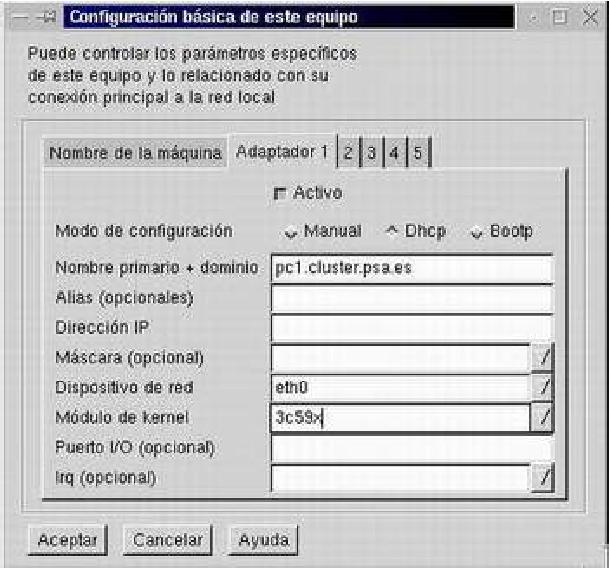 Configuración básica de este equipo
Puede controlar los parámetros específicos
de este equipo y lo relacionado con su
conexión principal a la red local
Nombre de la máquina Adaptador 1 2 3 4 5
Activo
Modo de configuración Manual Dhcp Bootp
Nombre primario + dominio pc1.cluster.psa.es
Alias (opcionales)
Dirección IP
Máscara (opcional)
Dispositivo de red eth0
Módulo de kernel 3c59x
Puerto I/O (opcional)
Irq (opcional)
Aceptar Cancelar Ayuda